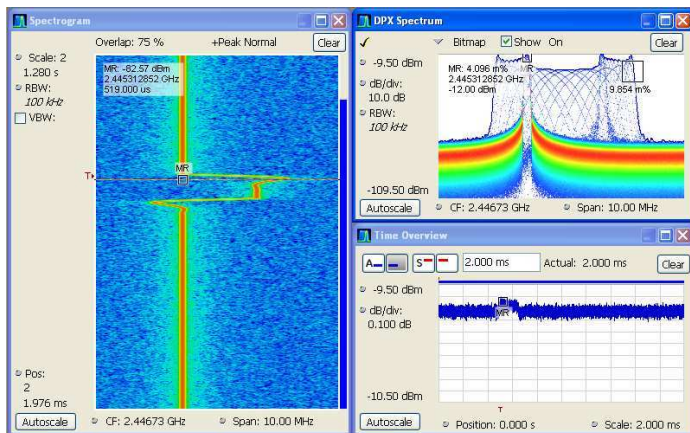 Spectrogram
Overlap: 75 %
+Peak Normal
Clear
Scale: 2
1.280 s
RBW:
100 kHz
VBW:
MR: -82.57 dBm
2.445312852 GHz
519.000 us
MR
T
Pos:
2
1.976 ms
Autoscale
CF: 2.44673 GHz
Span: 10.00 MHz
DPX Spectrum
Bitmap
Show
On
Clear
-9.50 dBm
dB/div:
10.0 dB
RBW:
100 kHz
-109.50 dBm
MR: 4.096 m%
2.445312852 GHz
-12.00 dBm
MR
9.854 m%
Autoscale
CF: 2.44673 GHz
Span: 10.00 MHz
Time Overview
A
S
2.000 ms
Actual: 2.000 ms
Clear
-9.50 dBm
dB/div:
0.100 dB
-10.50 dBm
MR
T
Autoscale
Position: 0.000 s
Scale: 2.000 ms